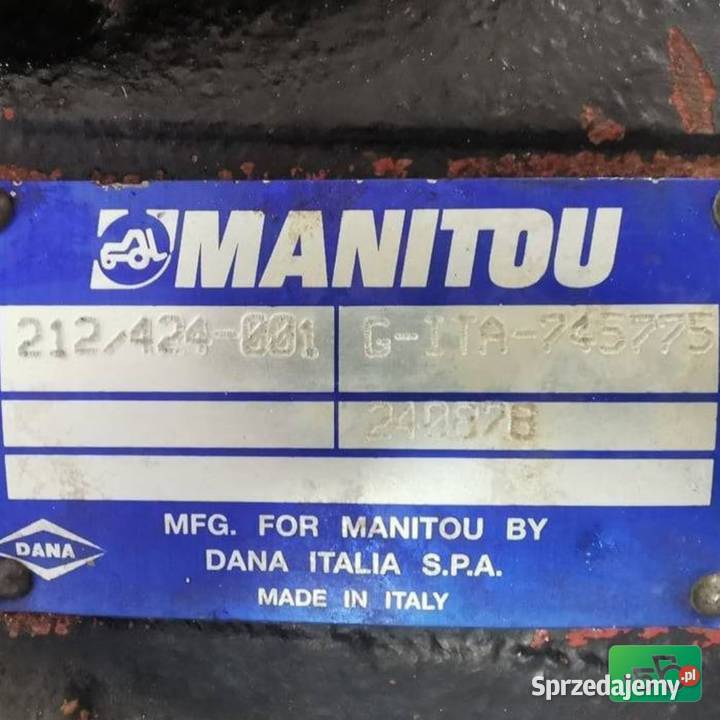 MANITOU
212/424-001 G-ITA-745775
240878
MFG. FOR MANITOU BY
DANA ITALIA S.P.A.
MADE IN ITALY
DANA
Sprzedajemy.pl